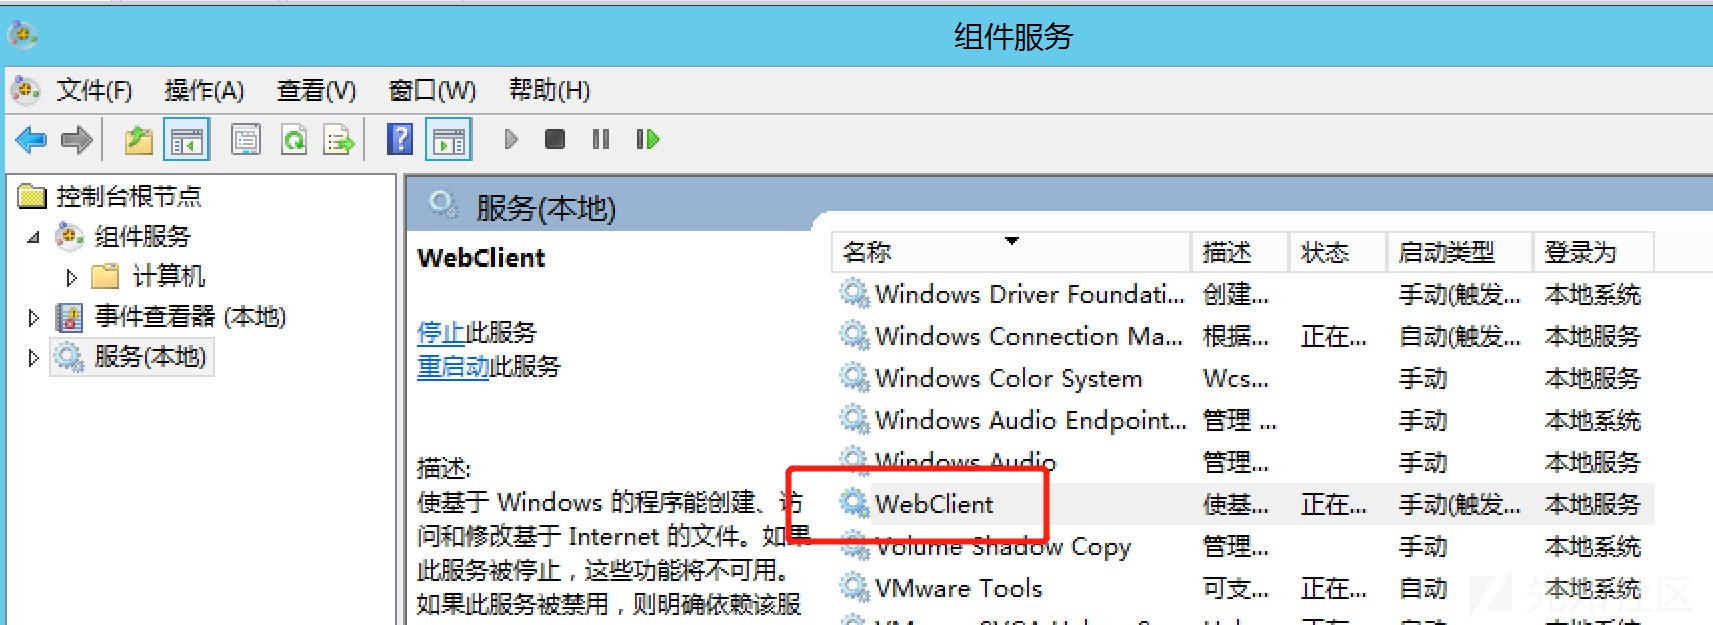 组件服务
文件(F) 操作(A) 查看(V) 窗口(W) 帮助(H)
控制台根节点
组件服务
计算机
事件查看器 (本地)
服务(本地)
服务(本地)
WebClient
停止此服务
重启动此服务
描述:
使基于 Windows 的程序能创建、访
问和修改基于 Internet 的文件。如果
此服务被停止，这些功能将不可用。
如果此服务被禁用，则明确依赖该服
名称 描述 状态 启动类型 登录为
Windows Driver Foundati... 创建... 手动(触发... 本地系统
Windows Connection Ma... 根据... 正在... 自动(触发... 本地服务
Windows Color System Wcs... 手动 本地服务
Windows Audio Endpoint... 管理 ... 手动 本地系统
Windows Audio 管理... 手动 本地服务
WebClient 使基... 正在... 手动(触发... 本地服务
Volume Shadow Copy 管理... 手动 本地系统
VMware Tools 可支... 正在... 自动 本地系统
先知社区